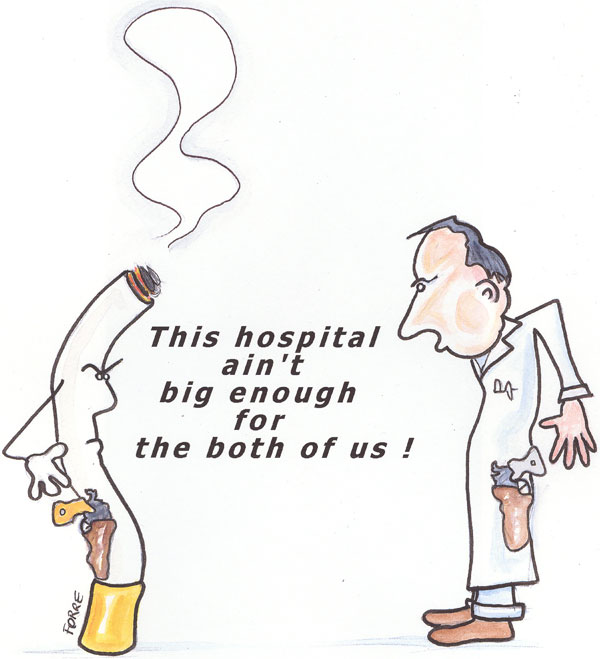 This hospital
ain't
big enough
for
the both of us !
FORRE